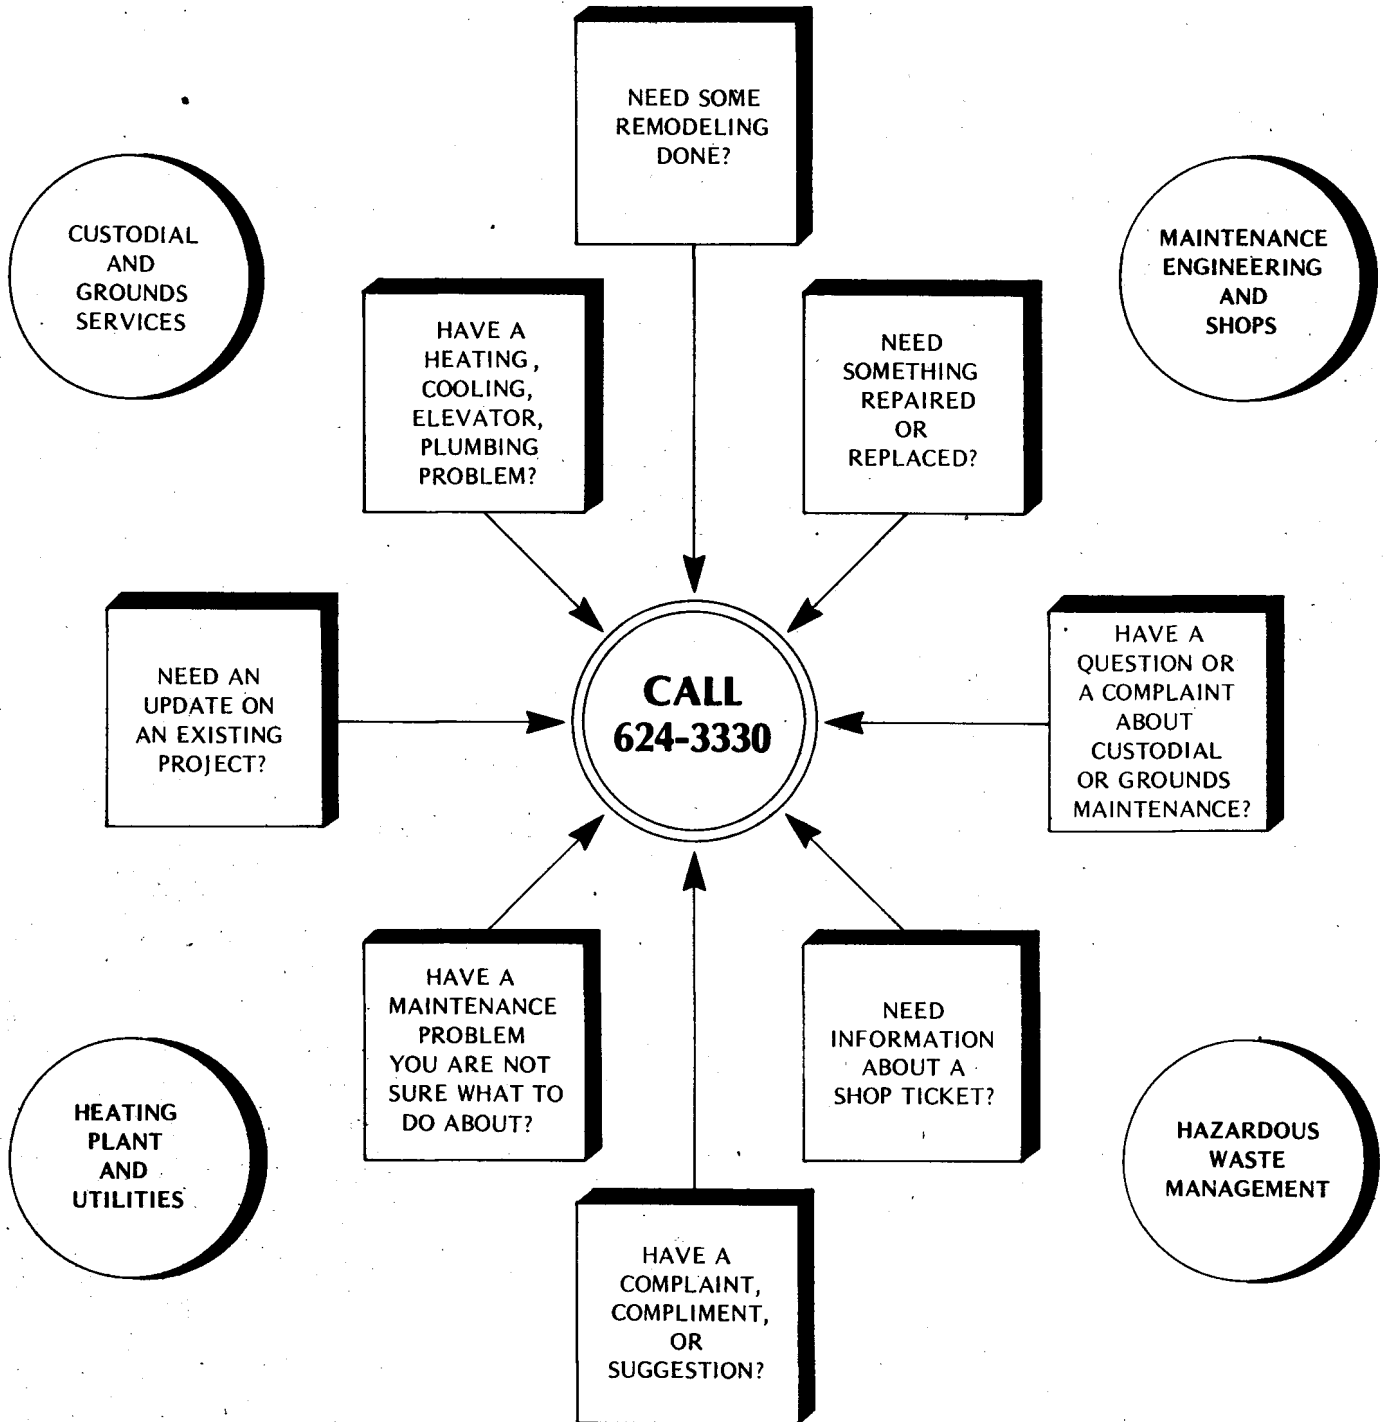 NEED SOME
REMODELING
DONE?
CUSTODIAL
AND
GROUNDS
SERVICES
MAINTENANCE
ENGINEERING
AND
SHOPS
HAVE A
HEATING,
COOLING,
ELEVATOR,
PLUMBING
PROBLEM?
NEED
SOMETHING
REPAIRED
OR
REPLACED?
NEED AN
UPDATE ON
AN EXISTING
PROJECT?
CALL
624-3330
HAVE A
QUESTION OR
A COMPLAINT
ABOUT
CUSTODIAL
OR GROUNDS
MAINTENANCE?
HAVE A
MAINTENANCE
PROBLEM
YOU ARE NOT
SURE WHAT TO
DO ABOUT?
NEED
INFORMATION
ABOUT A
SHOP TICKET?
HEATING
PLANT
AND
UTILITIES
HAZARDOUS
WASTE
MANAGEMENT
HAVE A
COMPLAINT,
COMPLIMENT,
OR
SUGGESTION?